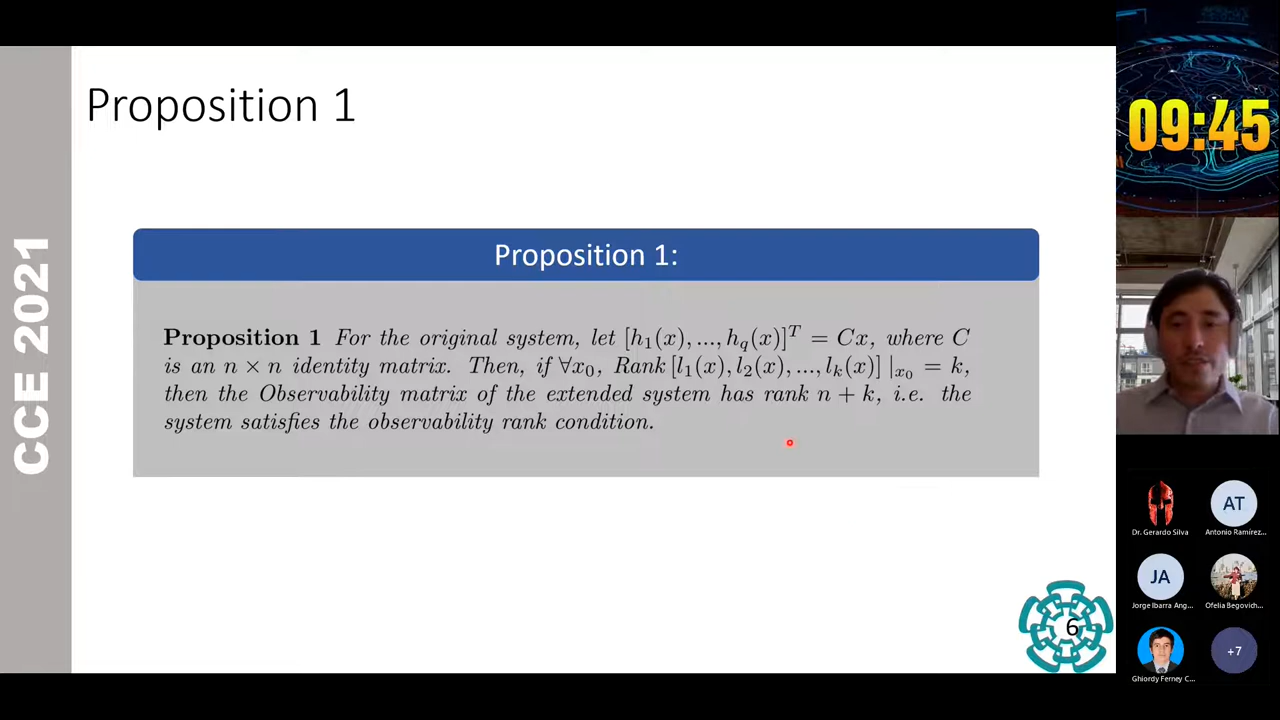 CCE 2021
Proposition 1
Proposition 1:
Proposition 1 For the original system, let [h₁(x), ..., h_q(x)]ᵀ = Cx, where C
is an n × n identity matrix. Then, if ∀x₀, Rank [l₁(x), l₂(x), ..., l_k(x)] |ₓ₀ = k,
then the Observability matrix of the extended system has rank n + k, i.e. the
system satisfies the observability rank condition.
6
09:45
Dr. Gerardo Silva
Antonio Ramírez...
AT
JA
Jorge Ibarra Ang...
Ofelia Begovich...
Ghiordy Ferney C...
+7